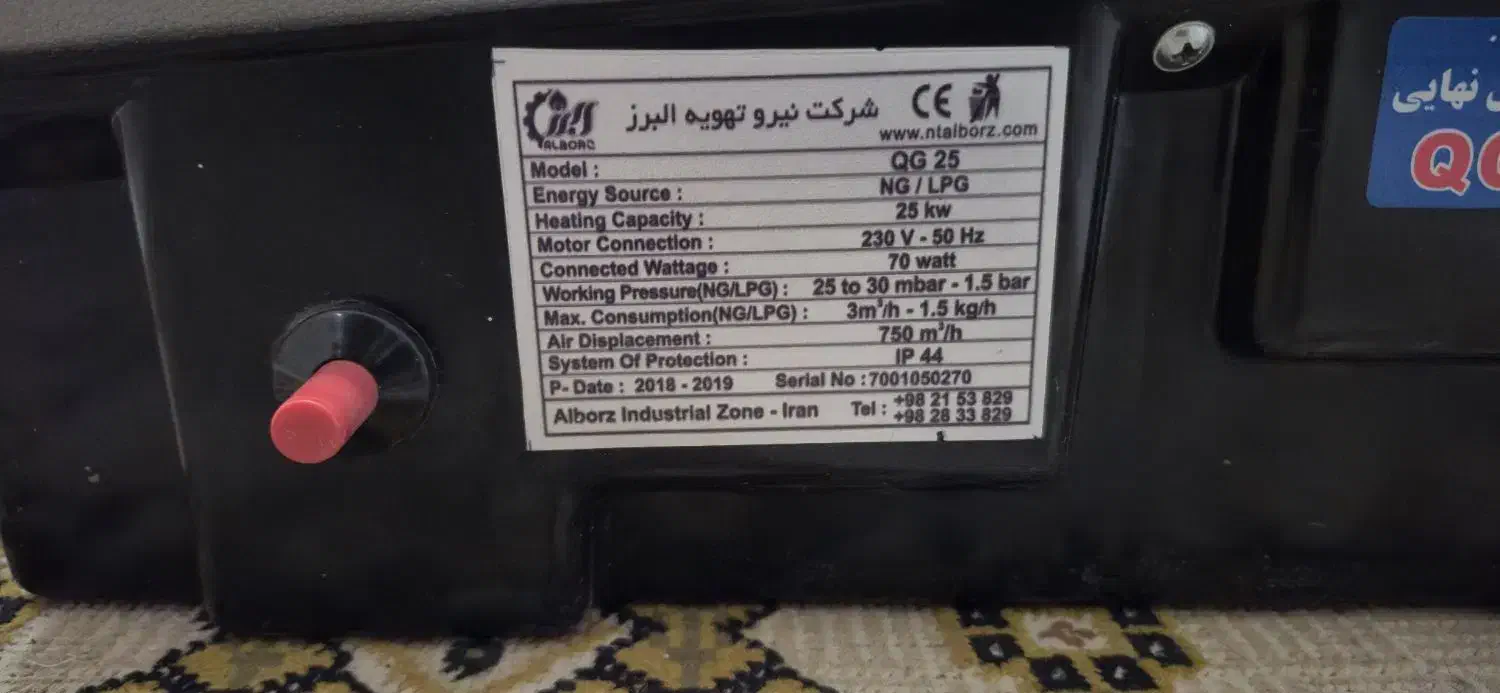 البرز
ALBORZ
شرکت نیرو تهویه البرز
CE
www.ntalborz.com
Model : QG 25
Energy Source : NG / LPG
Heating Capacity : 25 kw
Motor Connection : 230 V - 50 Hz
Connected Wattage : 70 watt
Working Pressure(NG/LPG) : 25 to 30 mbar - 1.5 bar
Max. Consumption(NG/LPG) : 3m³/h - 1.5 kg/h
Air Displacement : 750 m³/h
System Of Protection : IP 44
P- Date : 2018 - 2019 Serial No :7001050270
Alborz Industrial Zone - Iran Tel : +98 21 53 829
+98 28 33 829
نهایی
QG